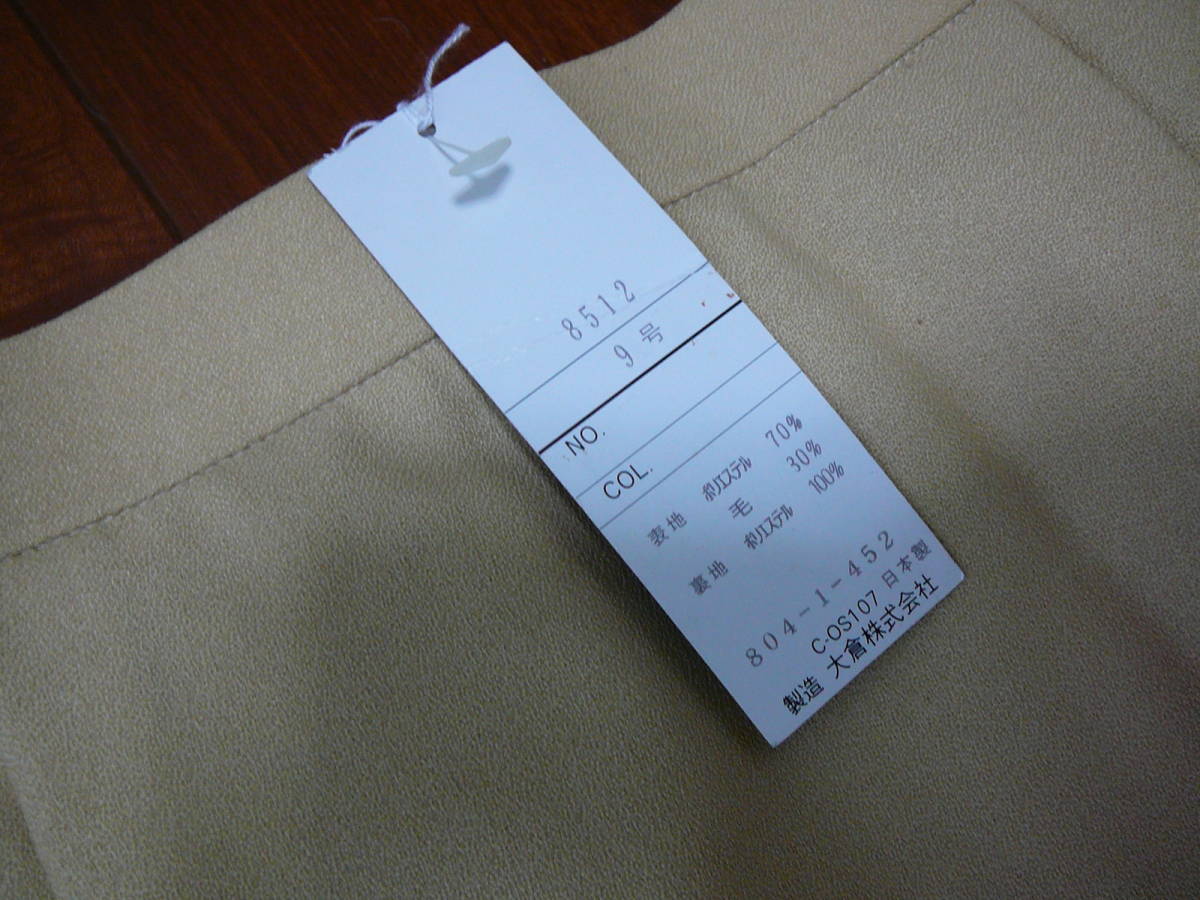 8512
9号
NO.
COL.
表地 ポリエステル 70%
毛 30%
裏地 ポリエステル 100%
804-1-452
C-OS107 日本製
製造 大倉株式会社